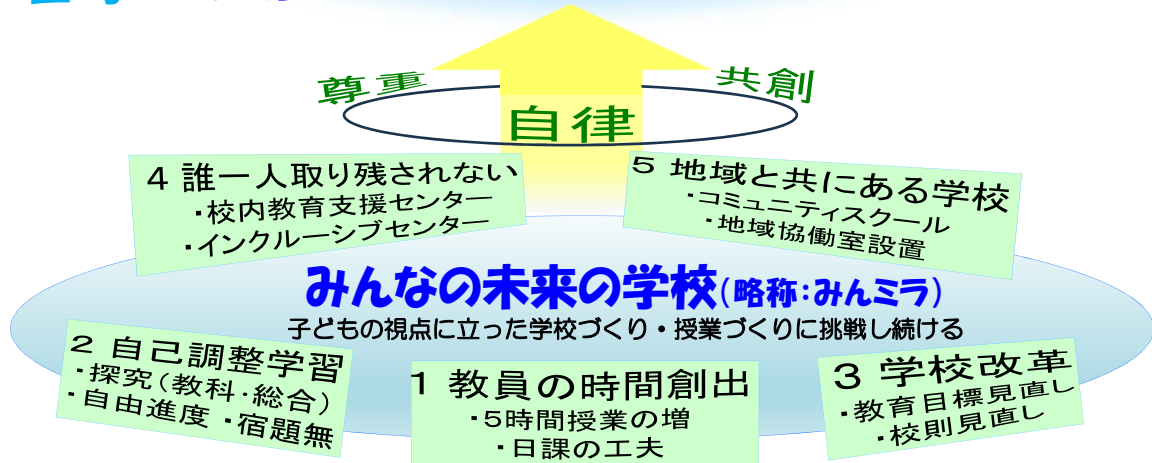 尊重
共創
自律
4 誰一人取り残されない
・校内教育支援センター
・インクルーシブセンター
5 地域と共にある学校
・コミュニティスクール
・地域協働室設置
みんなの未来の学校(略称:みんミラ)
子どもの視点に立った学校づくり・授業づくりに挑戦し続ける
2 自己調整学習
・探究(教科・総合)
・自由進度 ・宿題無
1 教員の時間創出
・5時間授業の増
・日課の工夫
3 学校改革
・教育目標見直し
・校則見直し